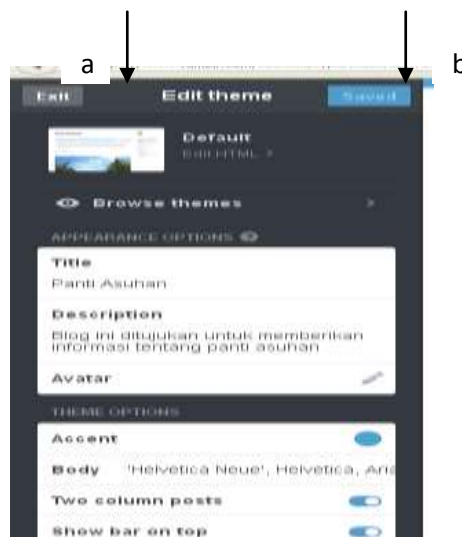 a b
Exit Edit theme Saved
Default
Edit HTML >
Browse themes >
APPEARANCE OPTIONS
Title
Panti Asuhan
Description
Blog ini ditujukan untuk memberikan
informasi tentang panti asuhan
Avatar
THEME OPTIONS
Accent
Body 'Helvetica Neue', Helvetica, Aria
Two column posts
Show bar on top